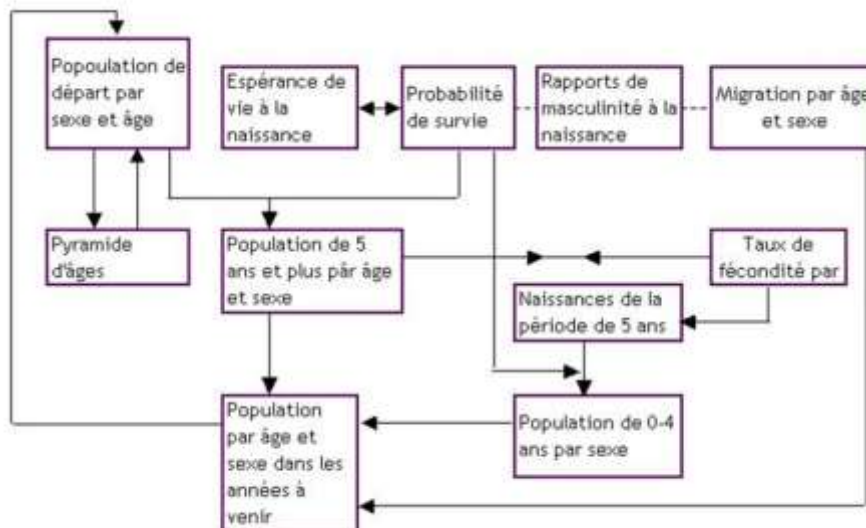 Popoulation de
départ par
sexe et âge
Espérance de
vie à la
naissance
Probabilité
de survie
Rapports de
masculinité à la
naissance
Migration par âge
et sexe
Pyramide
d'âges
Population de 5
ans et plus pâr âge
et sexe
Taux de
fécondité par
Naissances de la
période de 5 ans
Population
par âge et
sexe dans les
années à
venir
Population de 0-4
ans par sexe